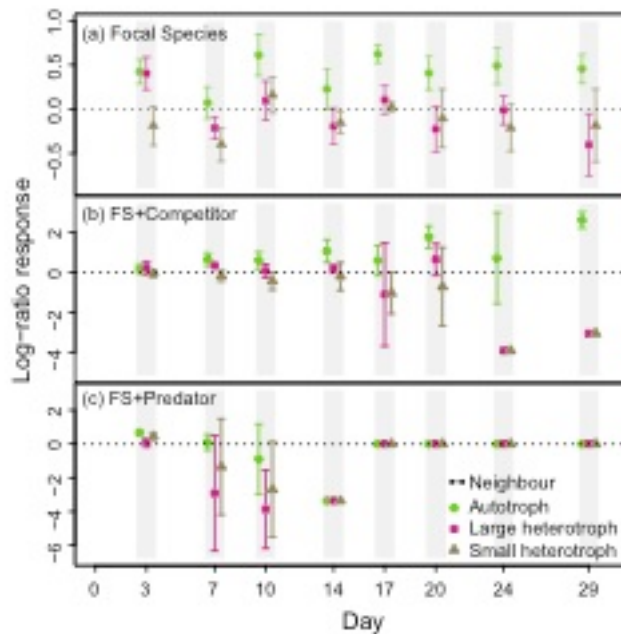 (a) Focal Species
1.0
0.5
0.0
−0.5
(b) FS+Competitor
2
0
−2
−4
(c) FS+Predator
2
0
−2
−4
−6
Neighbour
Autotroph
Large heterotroph
Small heterotroph
0 3 7 10 14 17 20 24 29
Day
Log−ratio response